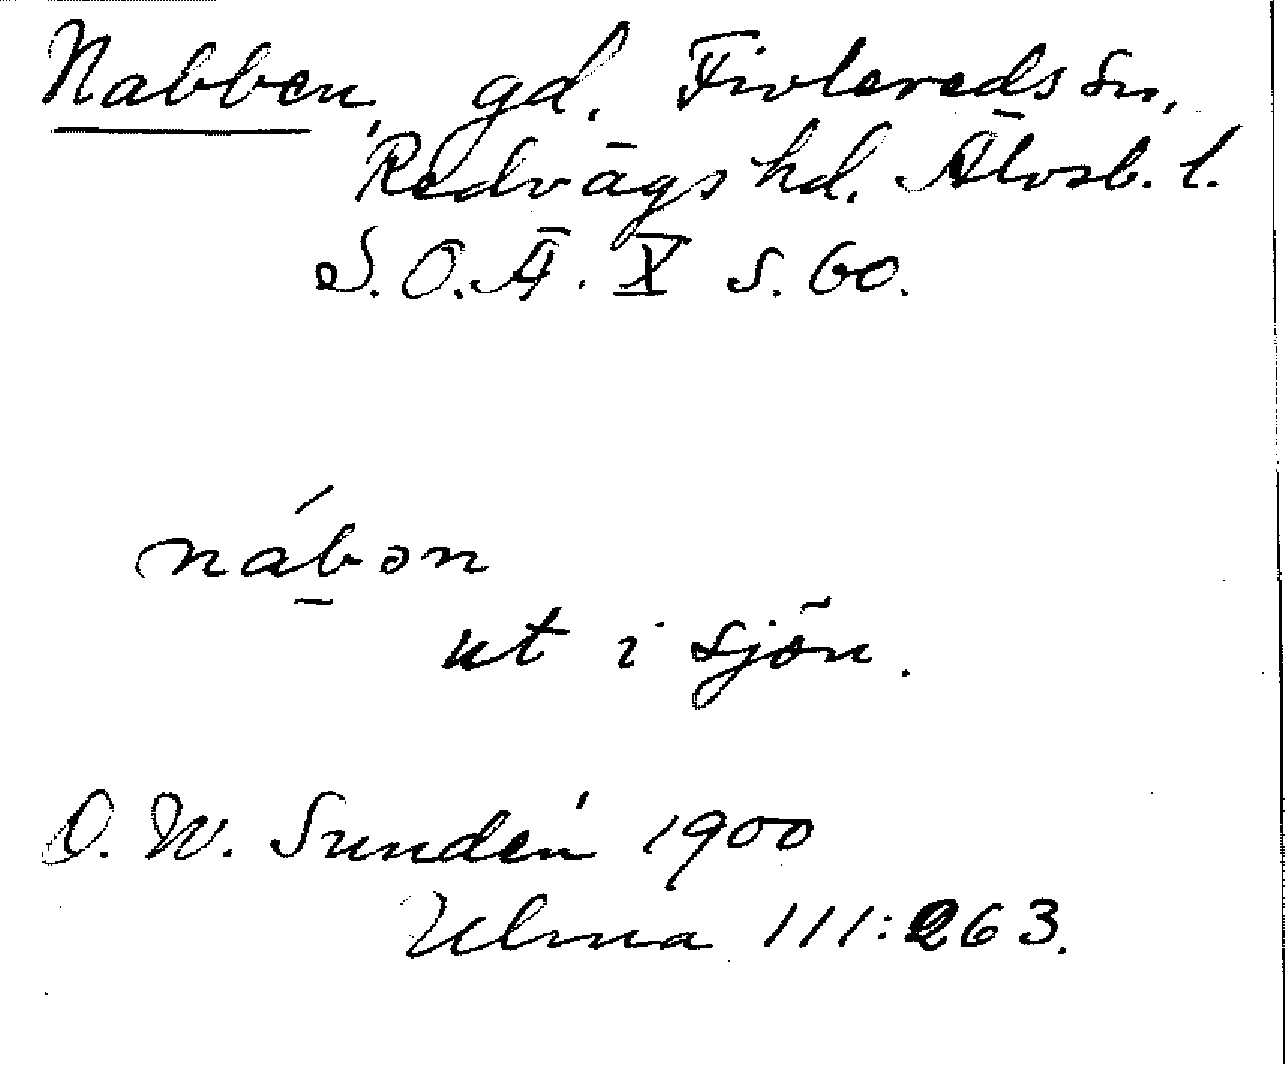 Nabben, gd. Fivlereds sn,
Redvägs hd. Älvsb. l.
S. O. Ä. X s. 60.
nábən
ut i sjön.
O. W. Sundén 1900
Ulma 111:263.